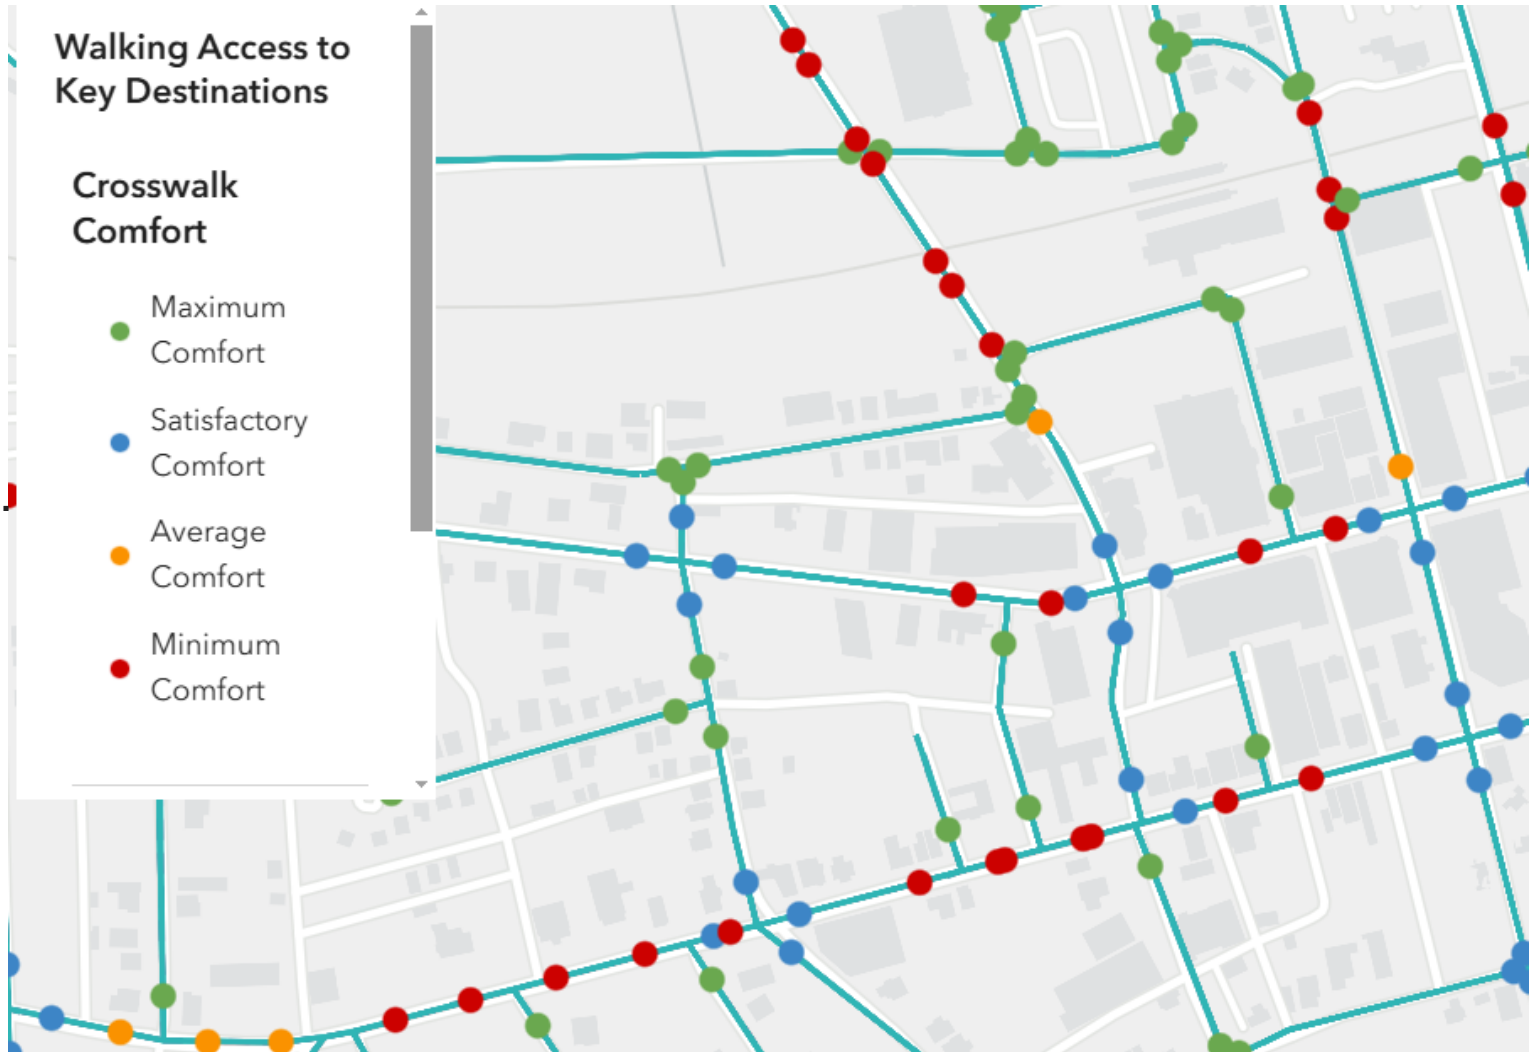 Walking Access to
Key Destinations
Crosswalk
Comfort
Maximum
Comfort
Satisfactory
Comfort
Average
Comfort
Minimum
Comfort